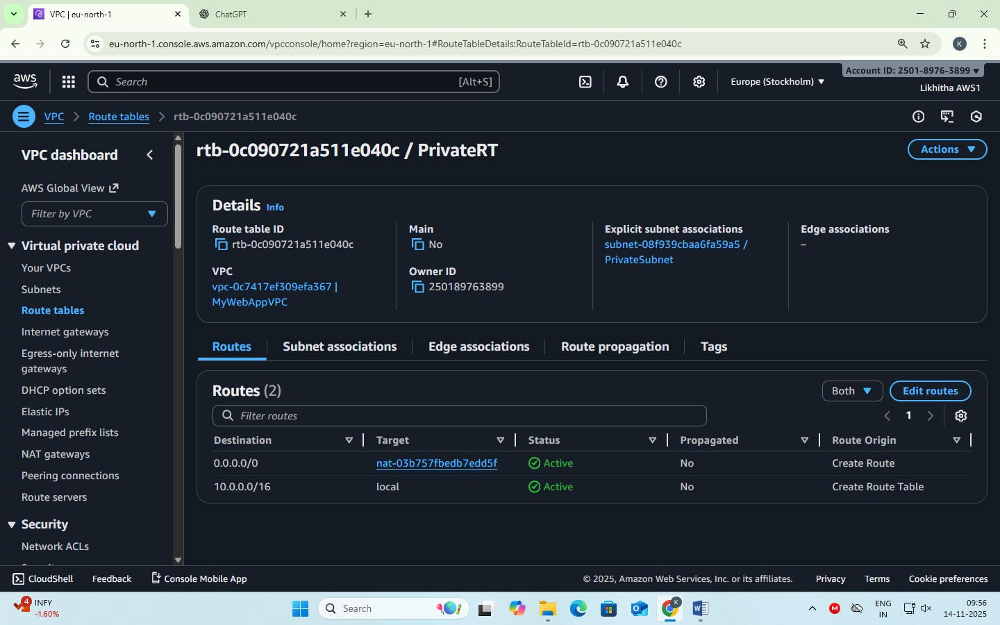 VPC | eu-north-1
ChatGPT
eu-north-1.console.aws.amazon.com/vpcconsole/home?region=eu-north-1#RouteTableDetails:RouteTableId=rtb-0c090721a511e040c
K
aws
Search
[Alt+S]
Europe (Stockholm)
Account ID: 2501-8976-3899
Likhitha AWS1
VPC
Route tables
rtb-0c090721a511e040c
VPC dashboard
AWS Global View
Filter by VPC
Virtual private cloud
Your VPCs
Subnets
Route tables
Internet gateways
Egress-only internet
gateways
DHCP option sets
Elastic IPs
Managed prefix lists
NAT gateways
Peering connections
Route servers
Security
Network ACLs
rtb-0c090721a511e040c / PrivateRT
Actions
Details Info
Route table ID
rtb-0c090721a511e040c
VPC
vpc-0c7417ef309efa367 |
MyWebAppVPC
Main
No
Owner ID
250189763899
Explicit subnet associations
subnet-08f939cbaa6fa59a5 /
PrivateSubnet
Edge associations
–
Routes
Subnet associations
Edge associations
Route propagation
Tags
Routes (2)
Both
Edit routes
Filter routes
1
Destination Target Status Propagated Route Origin
0.0.0.0/0 nat-03b757fbedb7edd5f Active No Create Route
10.0.0.0/16 local Active No Create Route Table
CloudShell
Feedback
Console Mobile App
© 2025, Amazon Web Services, Inc. or its affiliates.
Privacy
Terms
Cookie preferences
4
INFY
-1.60%
Search
K
M
ENG
IN
09:56
14-11-2025